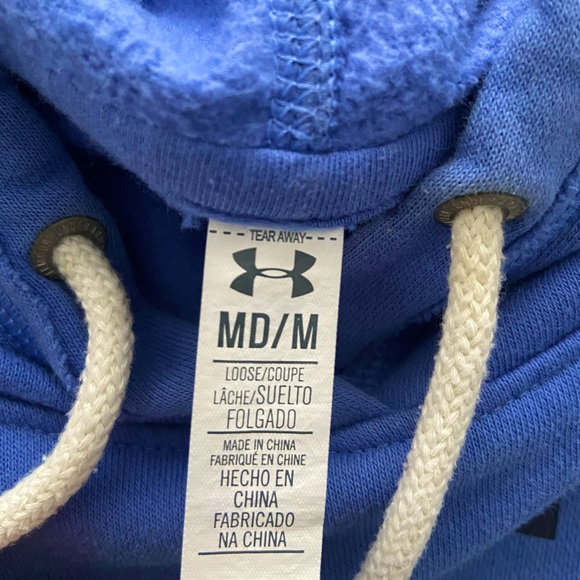 TEAR AWAY
MD/M
LOOSE/COUPE
LÂCHE/SUELTO
FOLGADO
MADE IN CHINA
FABRIQUÉ EN CHINE
HECHO EN
CHINA
FABRICADO
NA CHINA